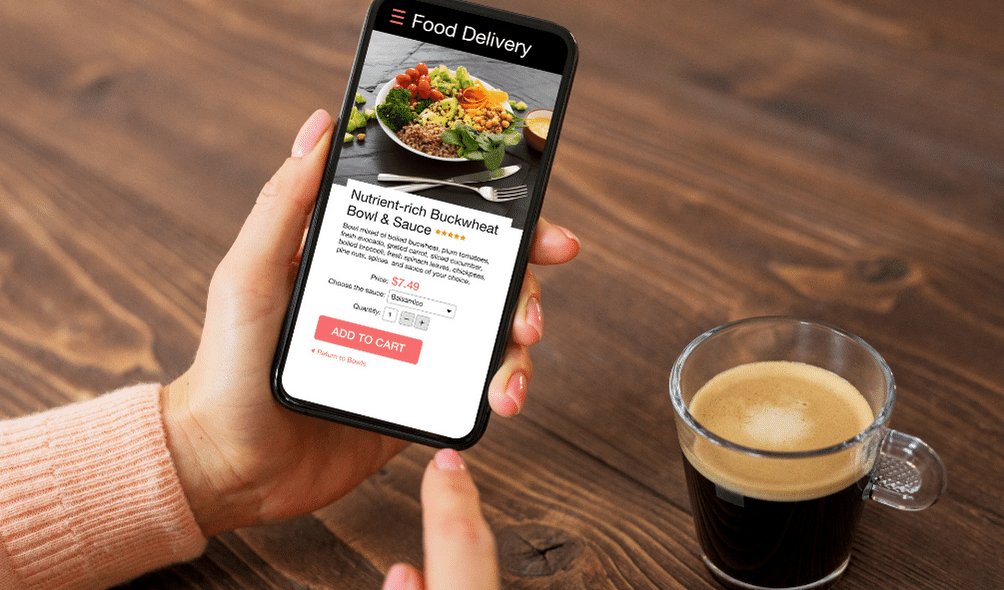 Food Delivery
Nutrient-rich Buckwheat
Bowl & Sauce
Bowl mixed of boiled bucwheat, plum tomatoes,
fresh avocado, grated carrot, sliced cucumber,
boiled broccoli, fresh spinach leaves, chickpees,
pine nuts, spices and sauce of your choice.
Price: $7.49
Choose the sauce: Balsamico
Quantity: 1 − +
ADD TO CART
Return to Bowls